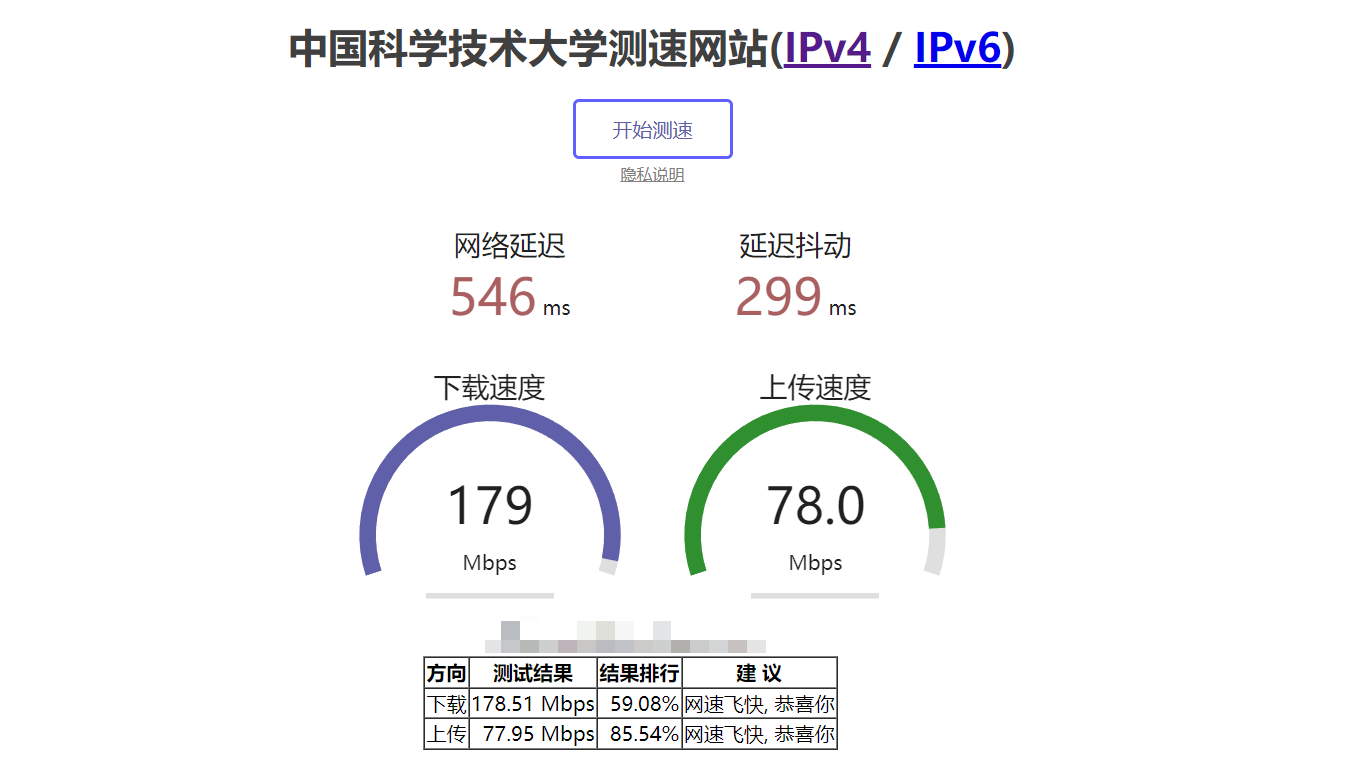 中国科学技术大学测速网站(IPv4 / IPv6)
开始测速
隐私说明
网络延迟 延迟抖动
546 ms 299 ms
下载速度 上传速度
179 78.0
Mbps Mbps
方向 测试结果 结果排行 建 议
下载 178.51 Mbps 59.08% 网速飞快, 恭喜你
上传 77.95 Mbps 85.54% 网速飞快, 恭喜你